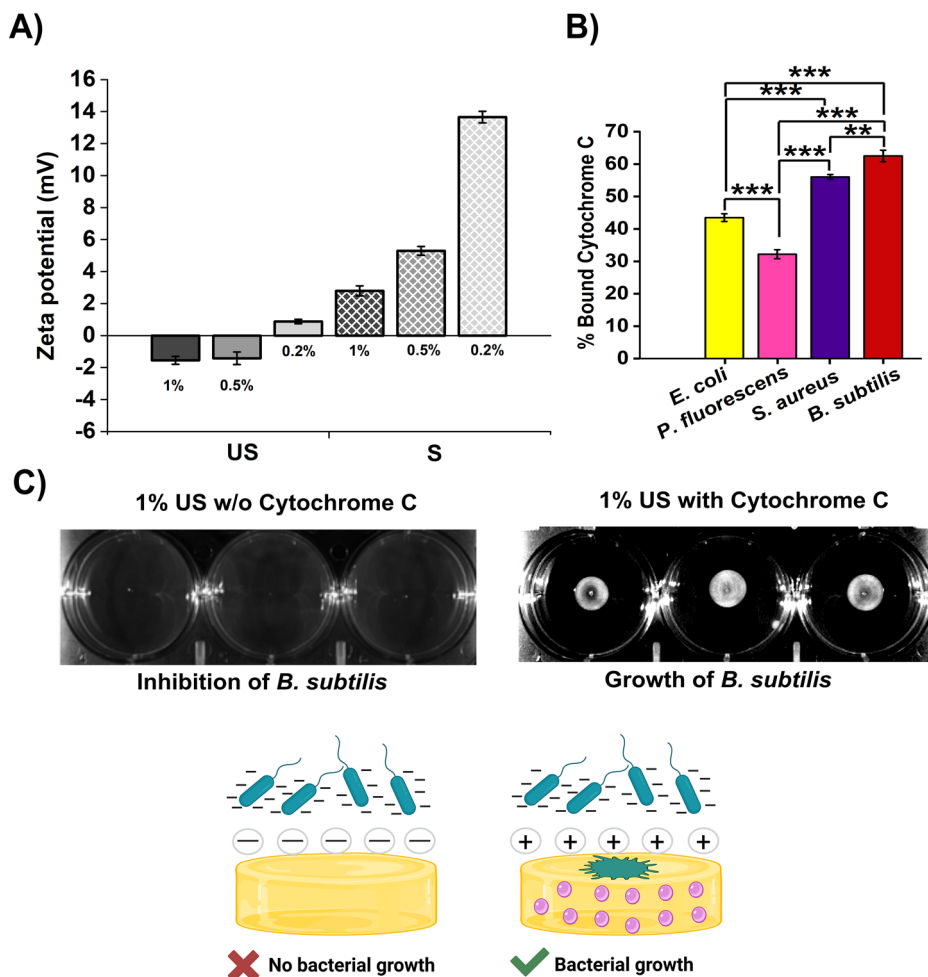 A)
Zeta potential (mV)
16
14
12
10
8
6
4
2
0
-2
-4
-6
1%
0.5%
0.2%
1%
0.5%
0.2%
US
S
B)
% Bound Cytochrome C
70
60
50
40
30
20
10
0
***
***
***
**
***
***
E. coli
P. fluorescens
S. aureus
B. subtilis
C)
1% US w/o Cytochrome C
1% US with Cytochrome C
Inhibition of B. subtilis
Growth of B. subtilis
No bacterial growth
Bacterial growth